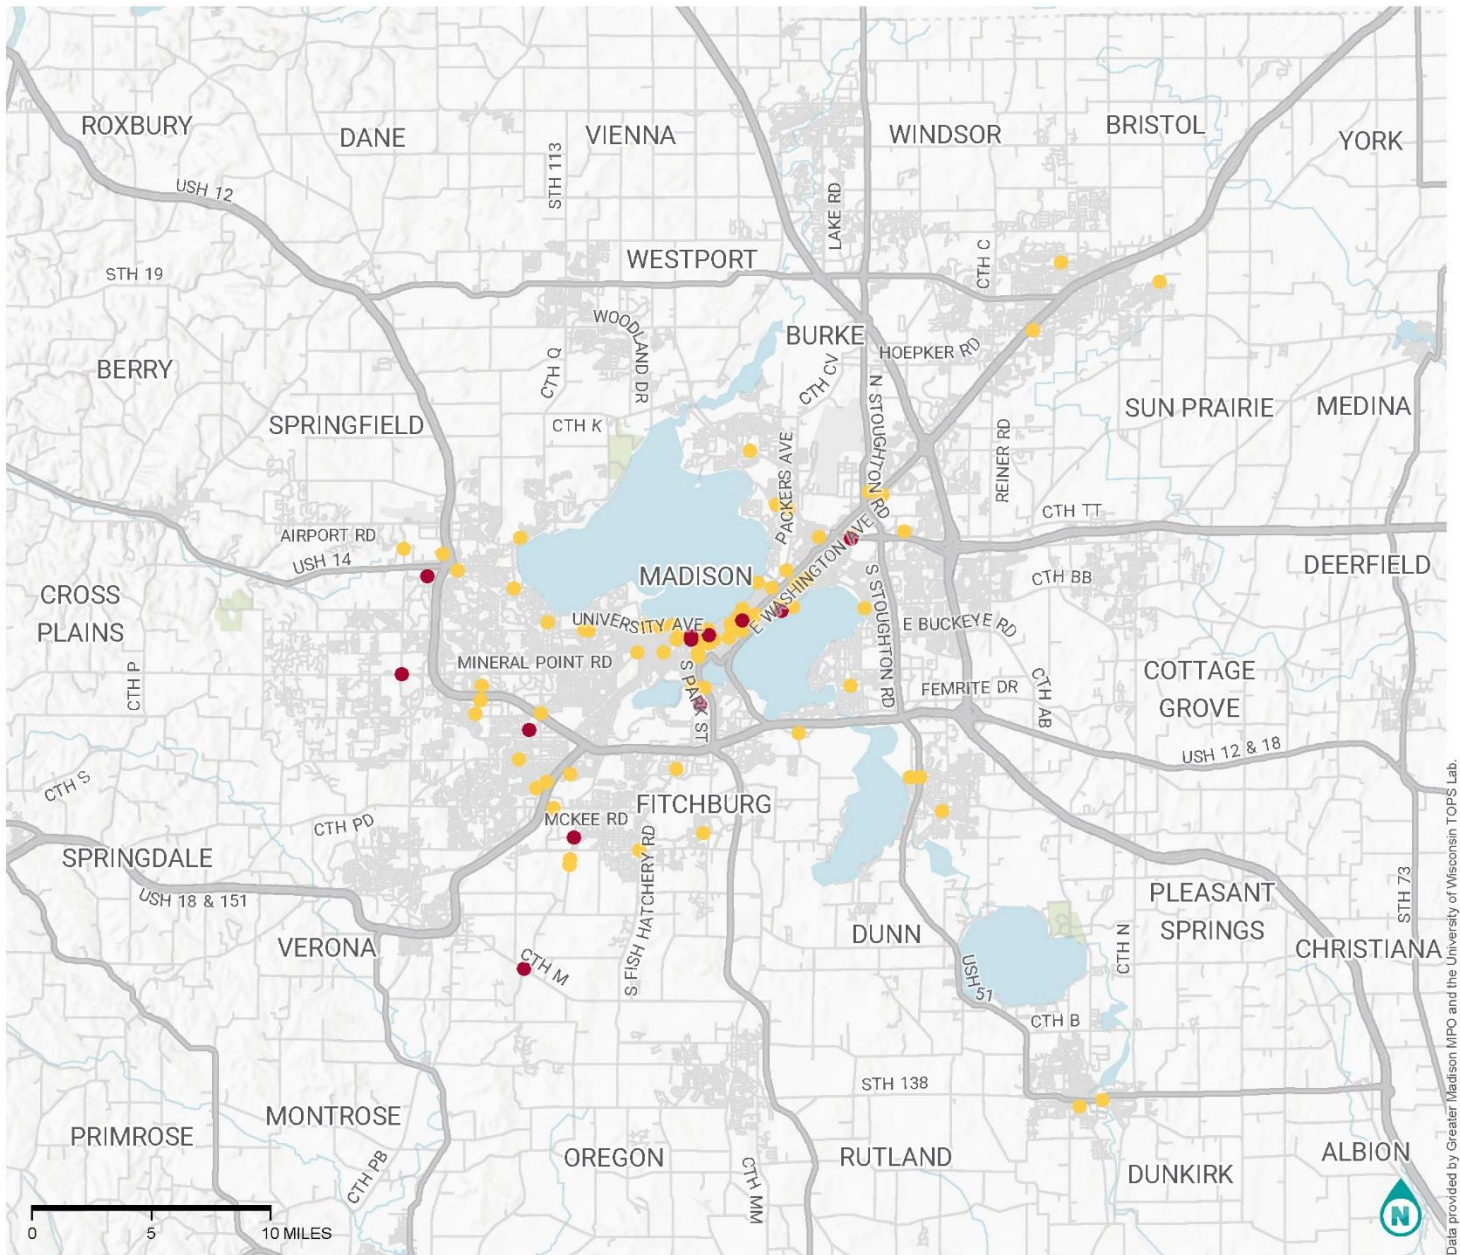 ROXBURY
DANE
VIENNA
WINDSOR
BRISTOL
YORK
USH 12
STH 113
LAKE RD
WESTPORT
CTH C
STH 19
WOODLAND DR
BURKE
HOEPKER RD
BERRY
CTH Q
CTH CV
SPRINGFIELD
CTH K
N STOUGHTON RD
SUN PRAIRIE
MEDINA
PACKERS AVE
REINER RD
CTH TT
AIRPORT RD
USH 14
MADISON
E WASHINGTON AVE
S STOUGHTON RD
CTH BB
DEERFIELD
CROSS
PLAINS
UNIVERSITY AVE
E BUCKEYE RD
MINERAL POINT RD
S PARK ST
FEMRITE DR
CTH AB
COTTAGE
GROVE
CTH P
USH 12 & 18
CTH S
FITCHBURG
MCKEE RD
CTH PD
SPRINGDALE
USH 18 & 151
S FISH HATCHERY RD
STH 73
PLEASANT
SPRINGS
VERONA
DUNN
CTH N
CHRISTIANA
CTH M
USH 51
CTH B
STH 138
MONTROSE
PRIMROSE
CTH PB
OREGON
CTH MM
RUTLAND
DUNKIRK
ALBION
0 5 10 MILES
N
Data provided by Greater Madison MPO and the University of Wisconsin TOPS Lab.